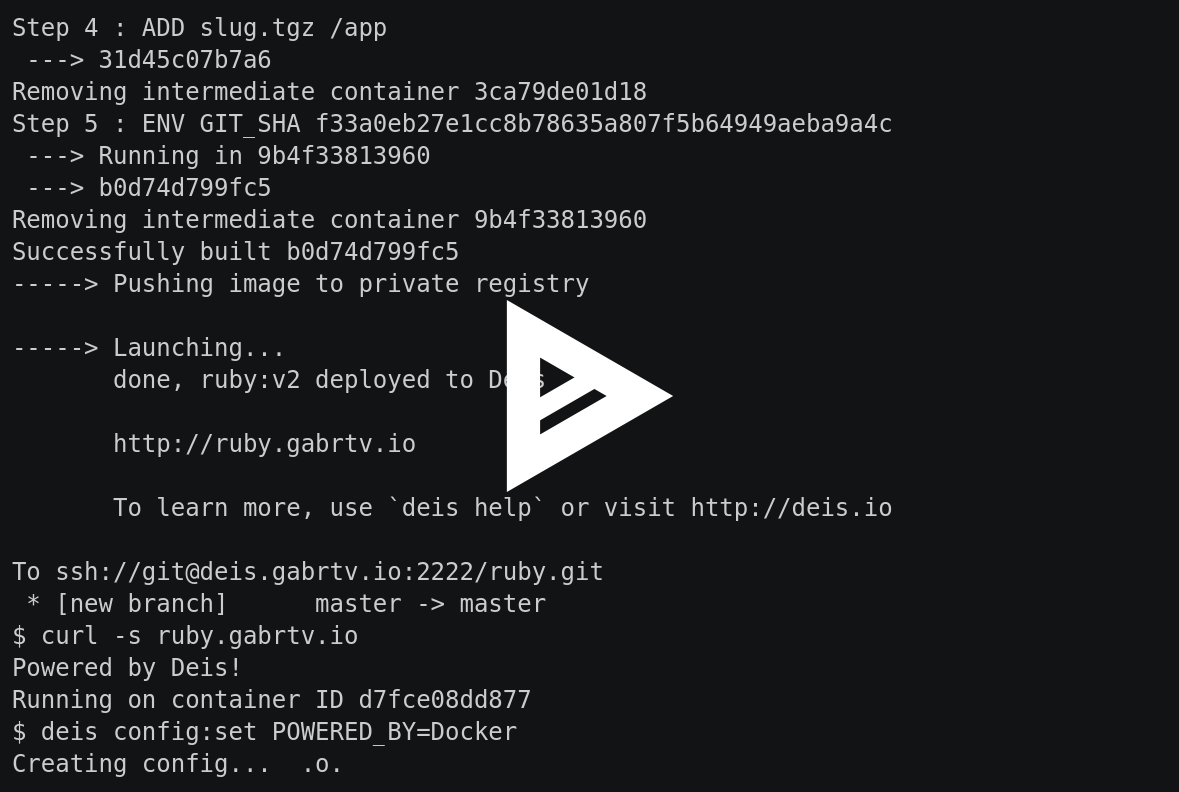 Step 4 : ADD slug.tgz /app
 ---> 31d45c07b7a6
Removing intermediate container 3ca79de01d18
Step 5 : ENV GIT_SHA f33a0eb27e1cc8b78635a807f5b64949aeba9a4c
 ---> Running in 9b4f33813960
 ---> b0d74d799fc5
Removing intermediate container 9b4f33813960
Successfully built b0d74d799fc5
-----> Pushing image to private registry
-----> Launching...
       done, ruby:v2 deployed to Deis
       http://ruby.gabrtv.io
       To learn more, use `deis help` or visit http://deis.io
To ssh://git@deis.gabrtv.io:2222/ruby.git
 * [new branch]      master -> master
$ curl -s ruby.gabrtv.io
Powered by Deis!
Running on container ID d7fce08dd877
$ deis config:set POWERED_BY=Docker
Creating config...  .o.